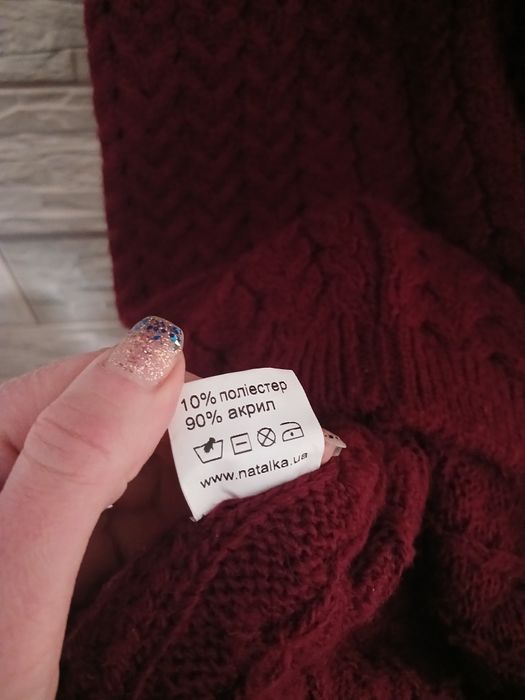 10% поліестер
90% акрил
www.natalka.ua